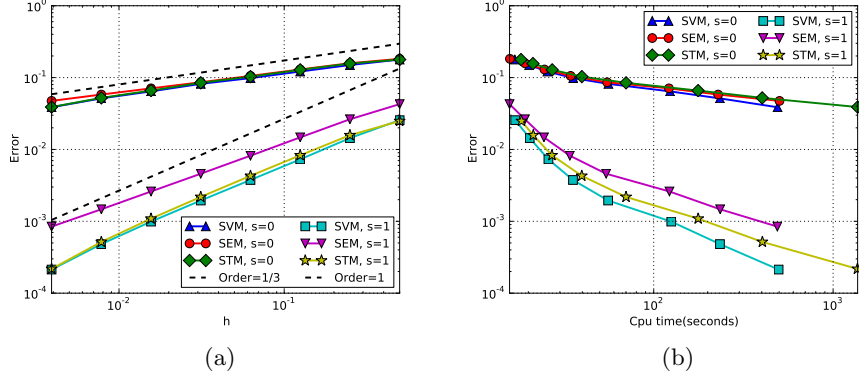 10^0
10^-1
10^-2
10^-3
10^-4
Error
10^-2
10^-1
h
SVM, s=0
SEM, s=0
STM, s=0
Order=1/3
SVM, s=1
SEM, s=1
STM, s=1
Order=1
(a)
10^0
10^-1
10^-2
10^-3
10^-4
Error
10^2
10^3
Cpu time(seconds)
SVM, s=0
SEM, s=0
STM, s=0
SVM, s=1
SEM, s=1
STM, s=1
(b)